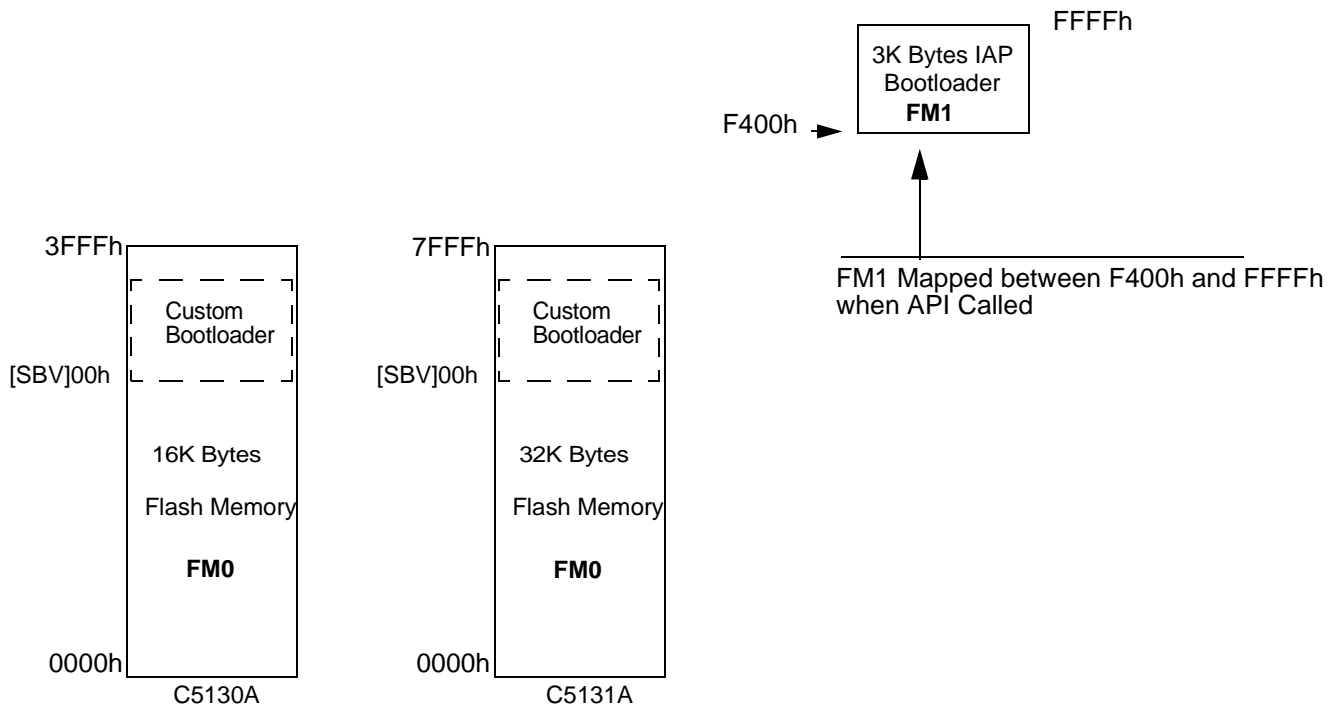 FFFFh
3K Bytes IAP
Bootloader
FM1
F400h
FM1 Mapped between F400h and FFFFh
when API Called
3FFFh
Custom
Bootloader
[SBV]00h
16K Bytes
Flash Memory
FM0
0000h
C5130A
7FFFh
Custom
Bootloader
[SBV]00h
32K Bytes
Flash Memory
FM0
0000h
C5131A